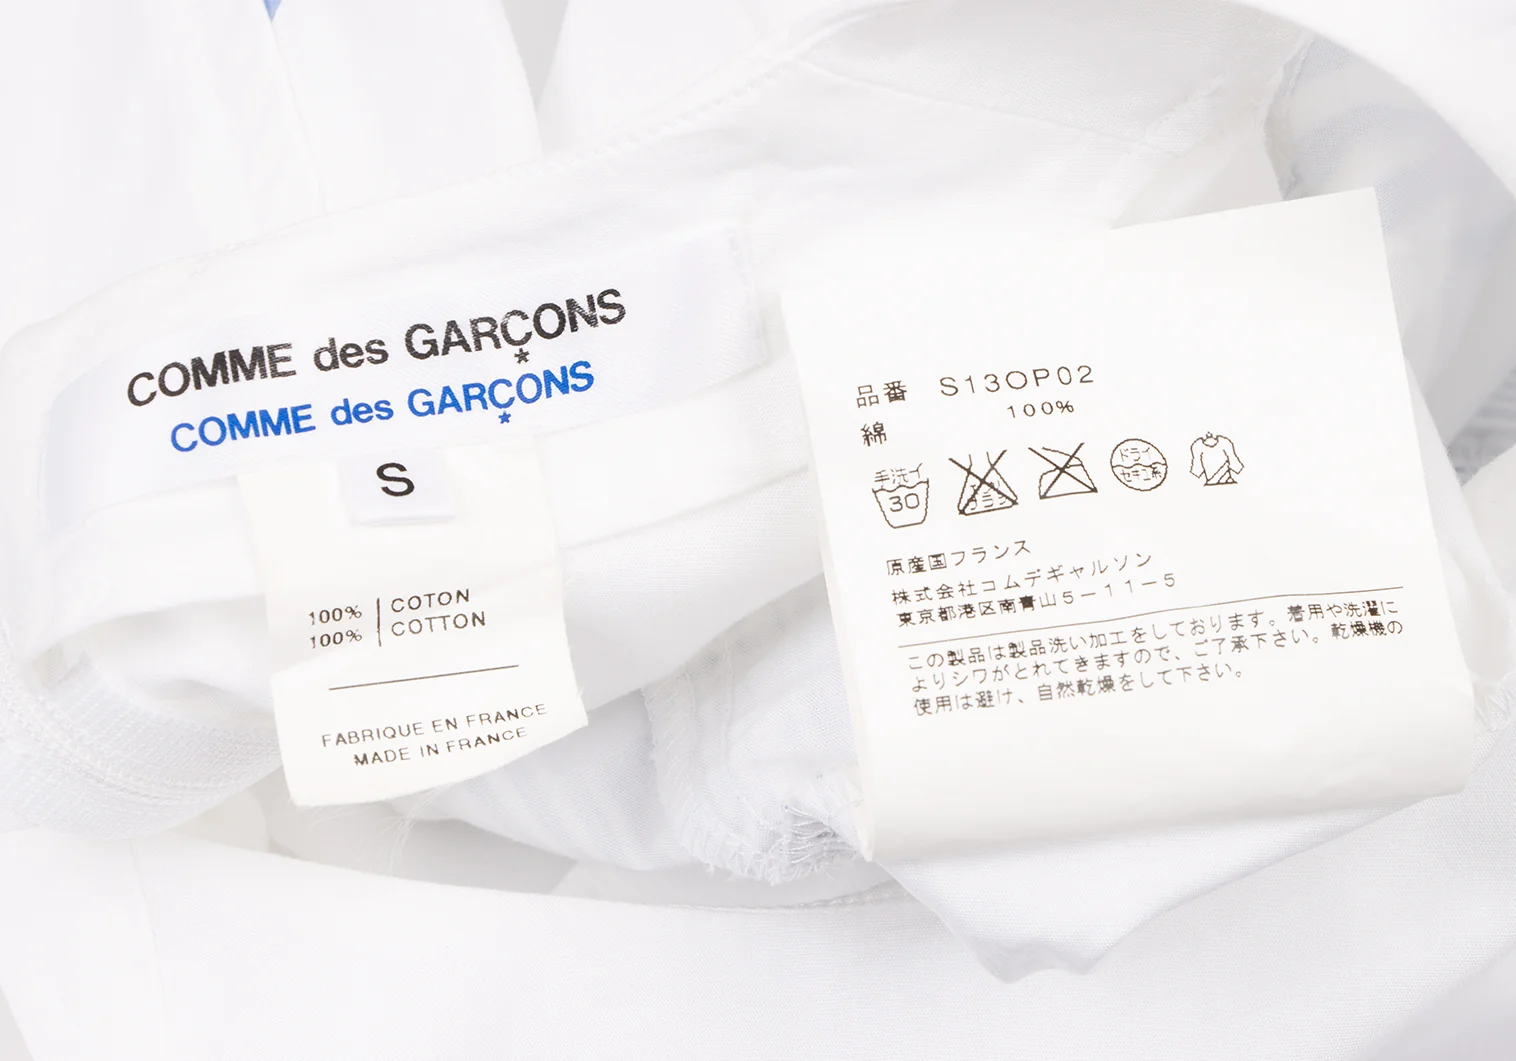 COMME des GARÇONS
COMME des GARÇONS
S
100% COTON
100% COTTON
FABRIQUE EN FRANCE
MADE IN FRANCE
品番 S13OP02
100%
綿
手洗イ
30
ドライ
セキユ系
原産国フランス
株式会社コムデギャルソン
東京都港区南青山5-11-5
この製品は製品洗い加工をしております。着用や洗濯に
よりシワがとれてきますので、ご了承下さい。乾燥機の
使用は避け、自然乾燥をして下さい。